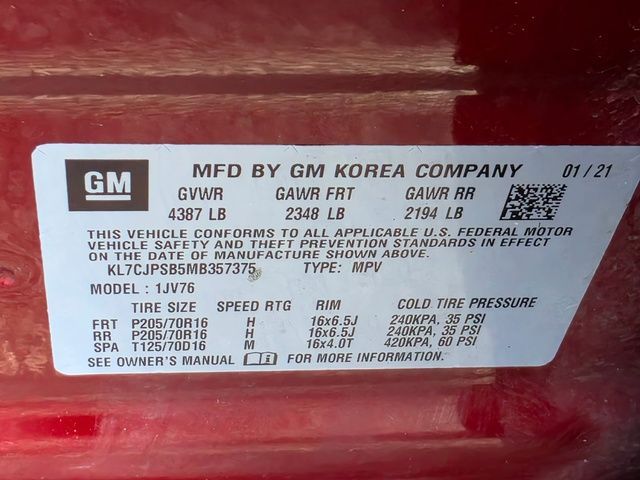 GM MFD BY GM KOREA COMPANY 01 / 21
GVWR GAWR FRT GAWR RR
4387 LB 2348 LB 2194 LB
THIS VEHICLE CONFORMS TO ALL APPLICABLE U.S. FEDERAL MOTOR
VEHICLE SAFETY AND THEFT PREVENTION STANDARDS IN EFFECT
ON THE DATE OF MANUFACTURE SHOWN ABOVE.
KL7CJPSB5MB357375 TYPE: MPV
MODEL : 1JV76
TIRE SIZE SPEED RTG RIM COLD TIRE PRESSURE
FRT P205/70R16 H 16x6.5J 240KPA, 35 PSI
RR P205/70R16 H 16x6.5J 240KPA, 35 PSI
SPA T125/70D16 M 16x4.0T 420KPA, 60 PSI
SEE OWNER'S MANUAL FOR MORE INFORMATION.